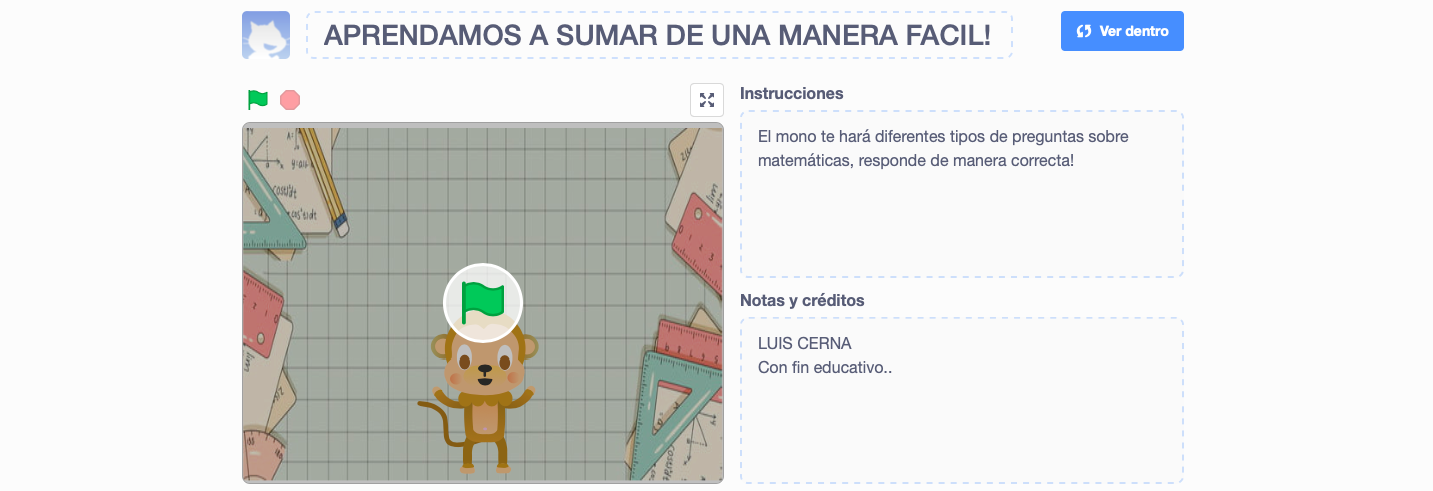 APRENDAMOS A SUMAR DE UNA MANERA FACIL!
Ver dentro
Instrucciones
El mono te hará diferentes tipos de preguntas sobre
matemáticas, responde de manera correcta!
Notas y créditos
LUIS CERNA
Con fin educativo..